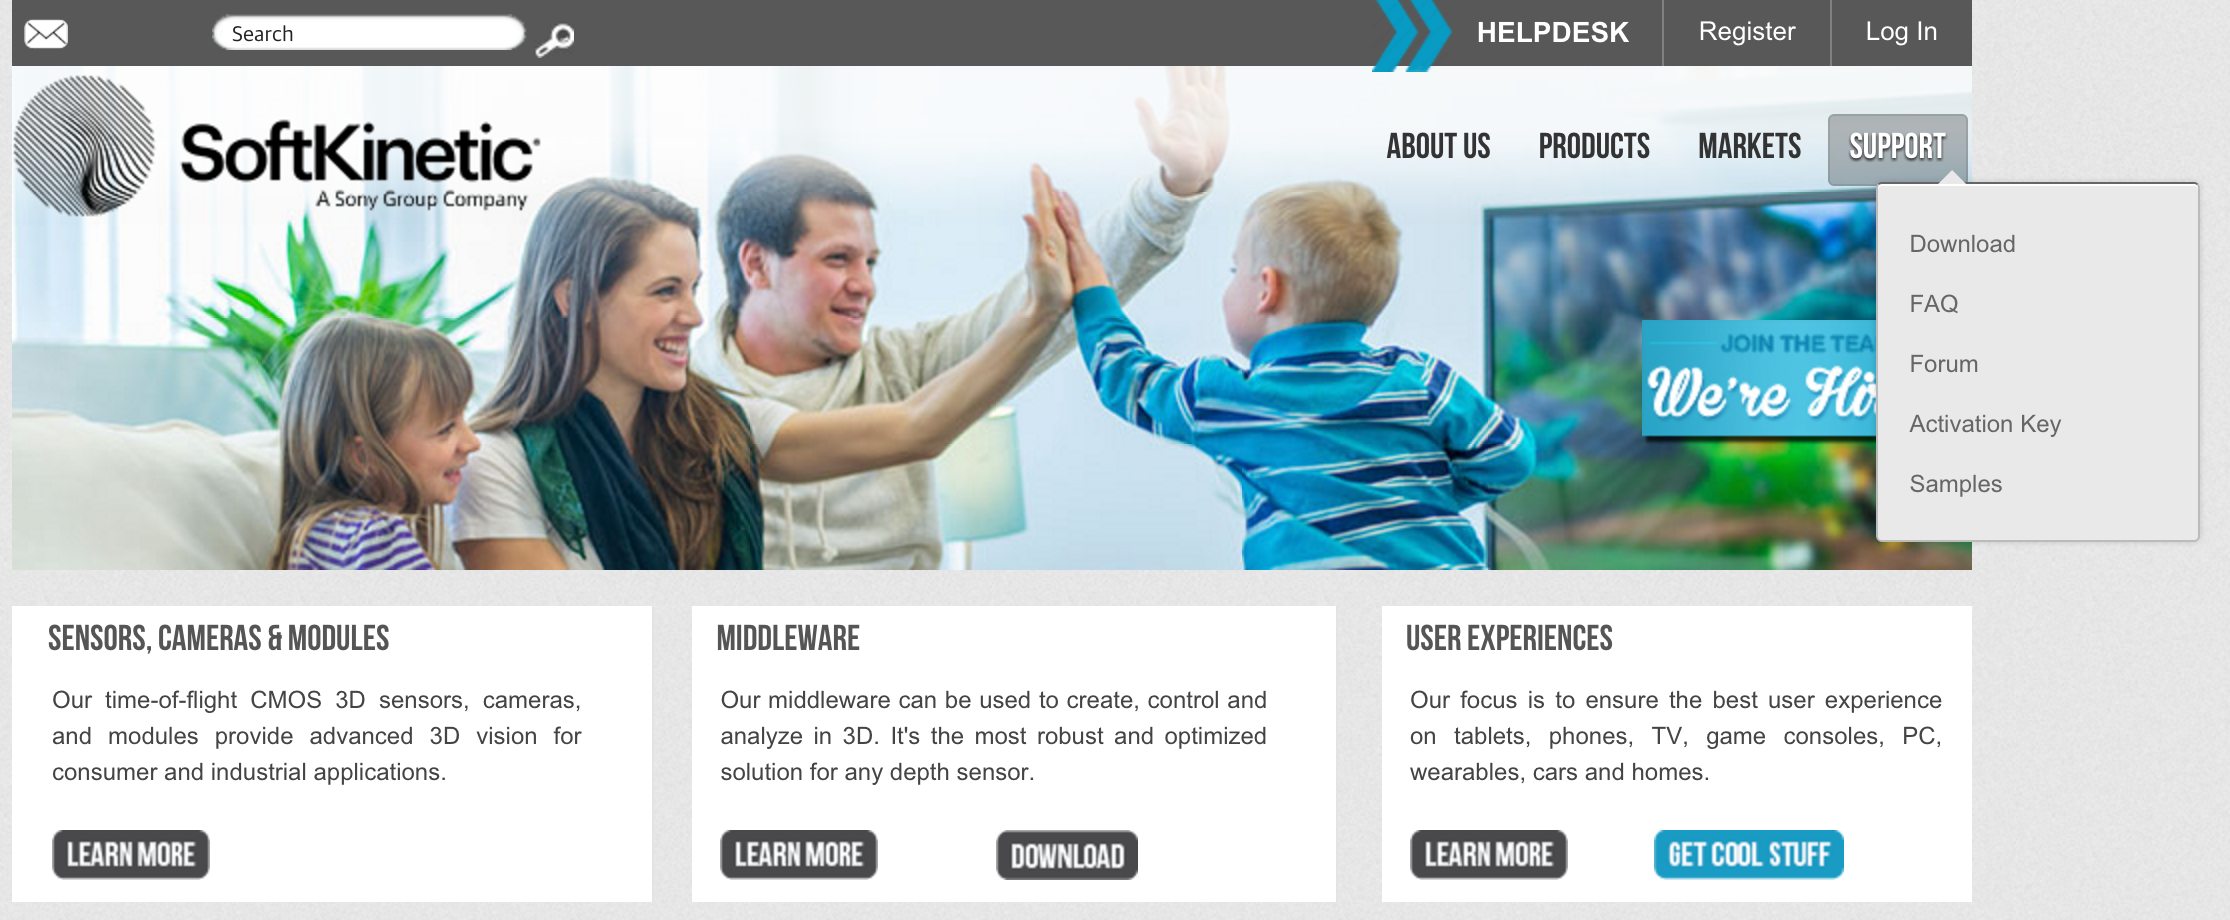 Search
HELPDESK
Register
Log In
SoftKinetic
A Sony Group Company
ABOUT US
PRODUCTS
MARKETS
SUPPORT
Download
FAQ
Forum
Activation Key
Samples
JOIN THE TEA
We're Hi
SENSORS, CAMERAS & MODULES
Our time-of-flight CMOS 3D sensors, cameras,
and modules provide advanced 3D vision for
consumer and industrial applications.
LEARN MORE
MIDDLEWARE
Our middleware can be used to create, control and
analyze in 3D. It's the most robust and optimized
solution for any depth sensor.
LEARN MORE
DOWNLOAD
USER EXPERIENCES
Our focus is to ensure the best user experience
on tablets, phones, TV, game consoles, PC,
wearables, cars and homes.
LEARN MORE
GET COOL STUFF